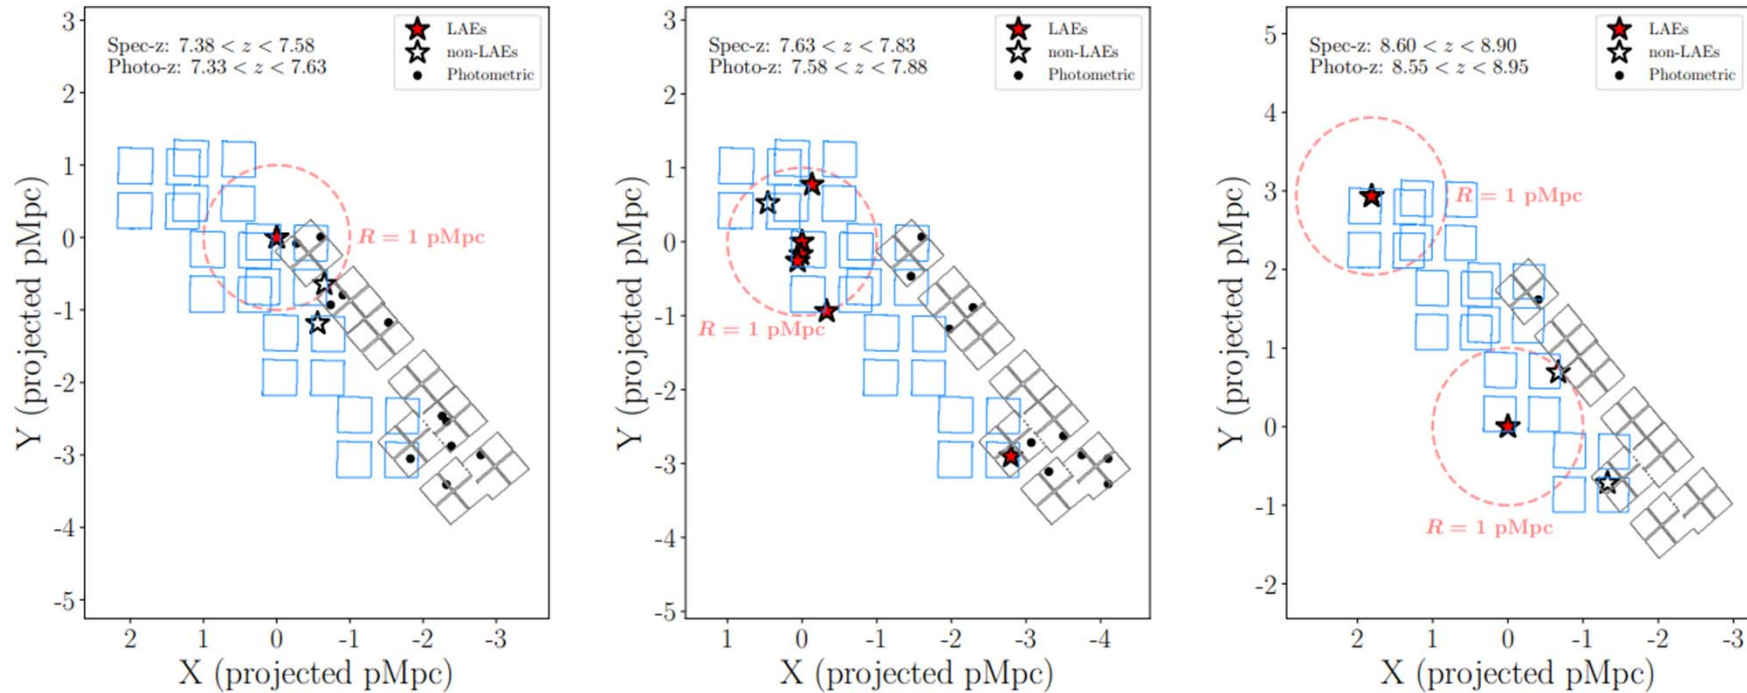 Spec-z: 7.38 < z < 7.58
Photo-z: 7.33 < z < 7.63
LAEs
non-LAEs
Photometric
R = 1 pMpc
3
2
1
0
-1
-2
-3
-4
-5
2 1 0 -1 -2 -3
X (projected pMpc)
Y (projected pMpc)
Spec-z: 7.63 < z < 7.83
Photo-z: 7.58 < z < 7.88
LAEs
non-LAEs
Photometric
R = 1 pMpc
3
2
1
0
-1
-2
-3
-4
-5
1 0 -1 -2 -3 -4
X (projected pMpc)
Y (projected pMpc)
Spec-z: 8.60 < z < 8.90
Photo-z: 8.55 < z < 8.95
LAEs
non-LAEs
Photometric
R = 1 pMpc
R = 1 pMpc
5
4
3
2
1
0
-1
-2
2 1 0 -1 -2 -3
X (projected pMpc)
Y (projected pMpc)